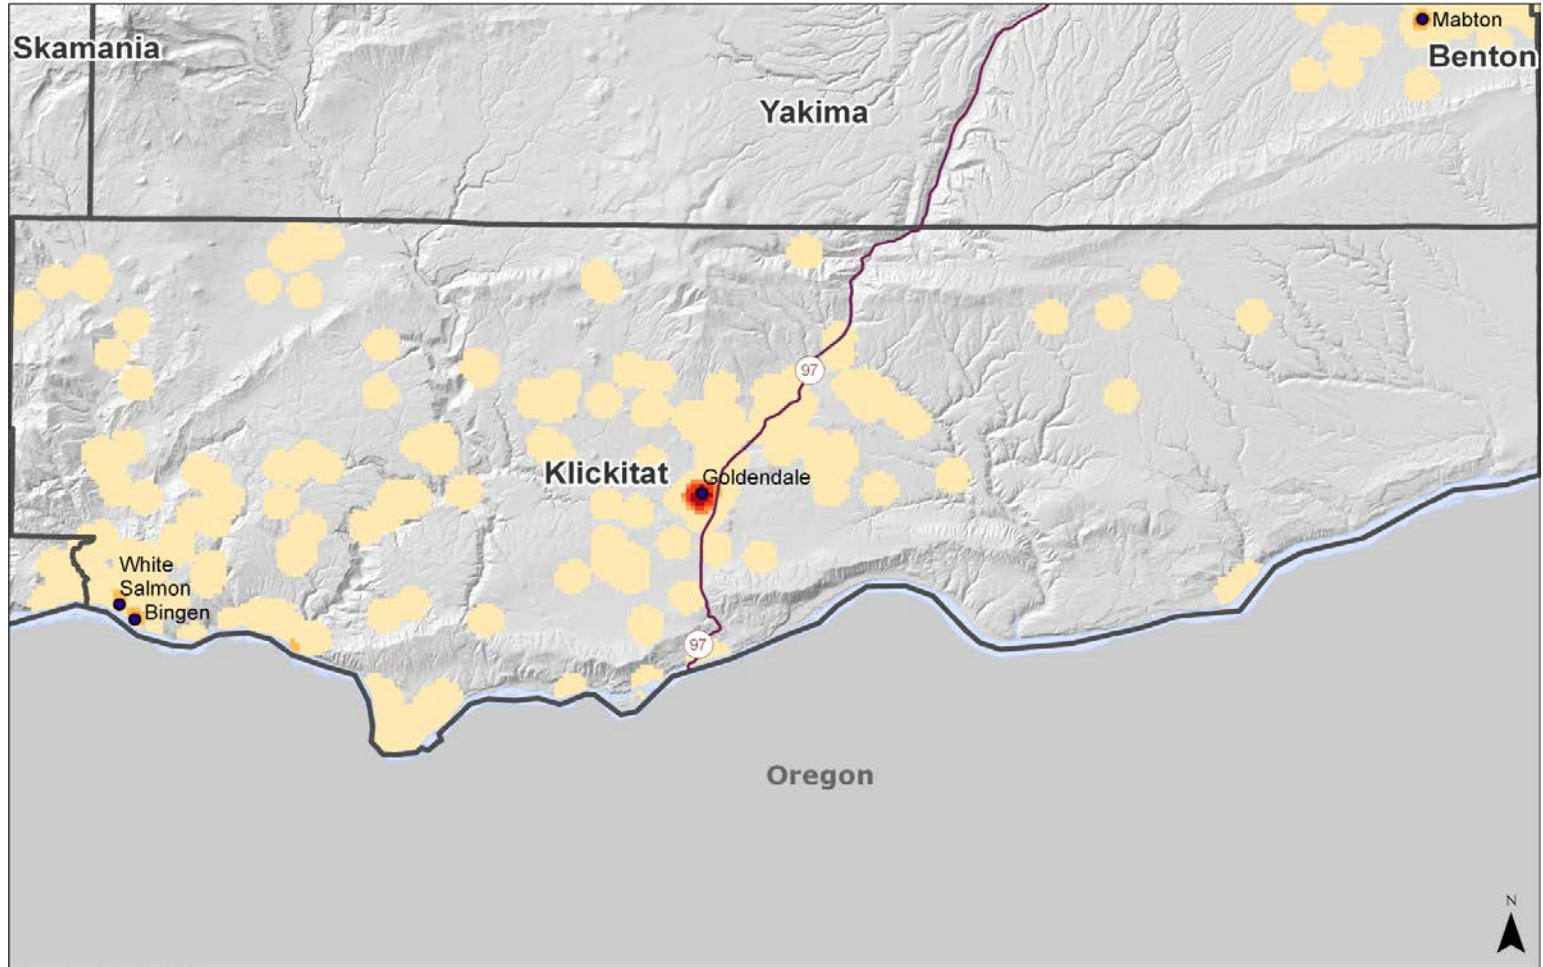 Mabton
Skamania
Benton
Yakima
97
Klickitat
Goldendale
White
Salmon
Bingen
97
Oregon
N